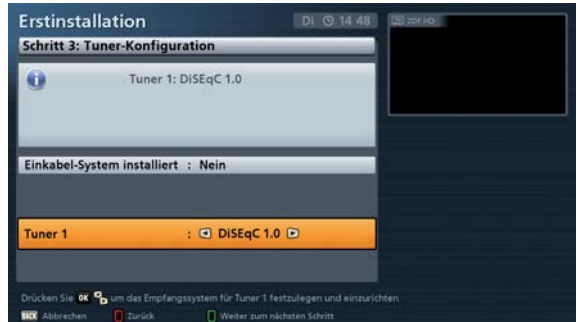 Erstinstallation
Di 14 48
ZDF HD
Schritt 3: Tuner-Konfiguration
Tuner 1: DiSEqC 1.0
Einkabel-System installiert : Nein
Tuner 1 : DiSEqC 1.0
Drücken Sie OK um das Empfangssystem für Tuner 1 festzulegen und einzurichten
BACK Abbrechen Zurück Weiter zum nächsten Schritt